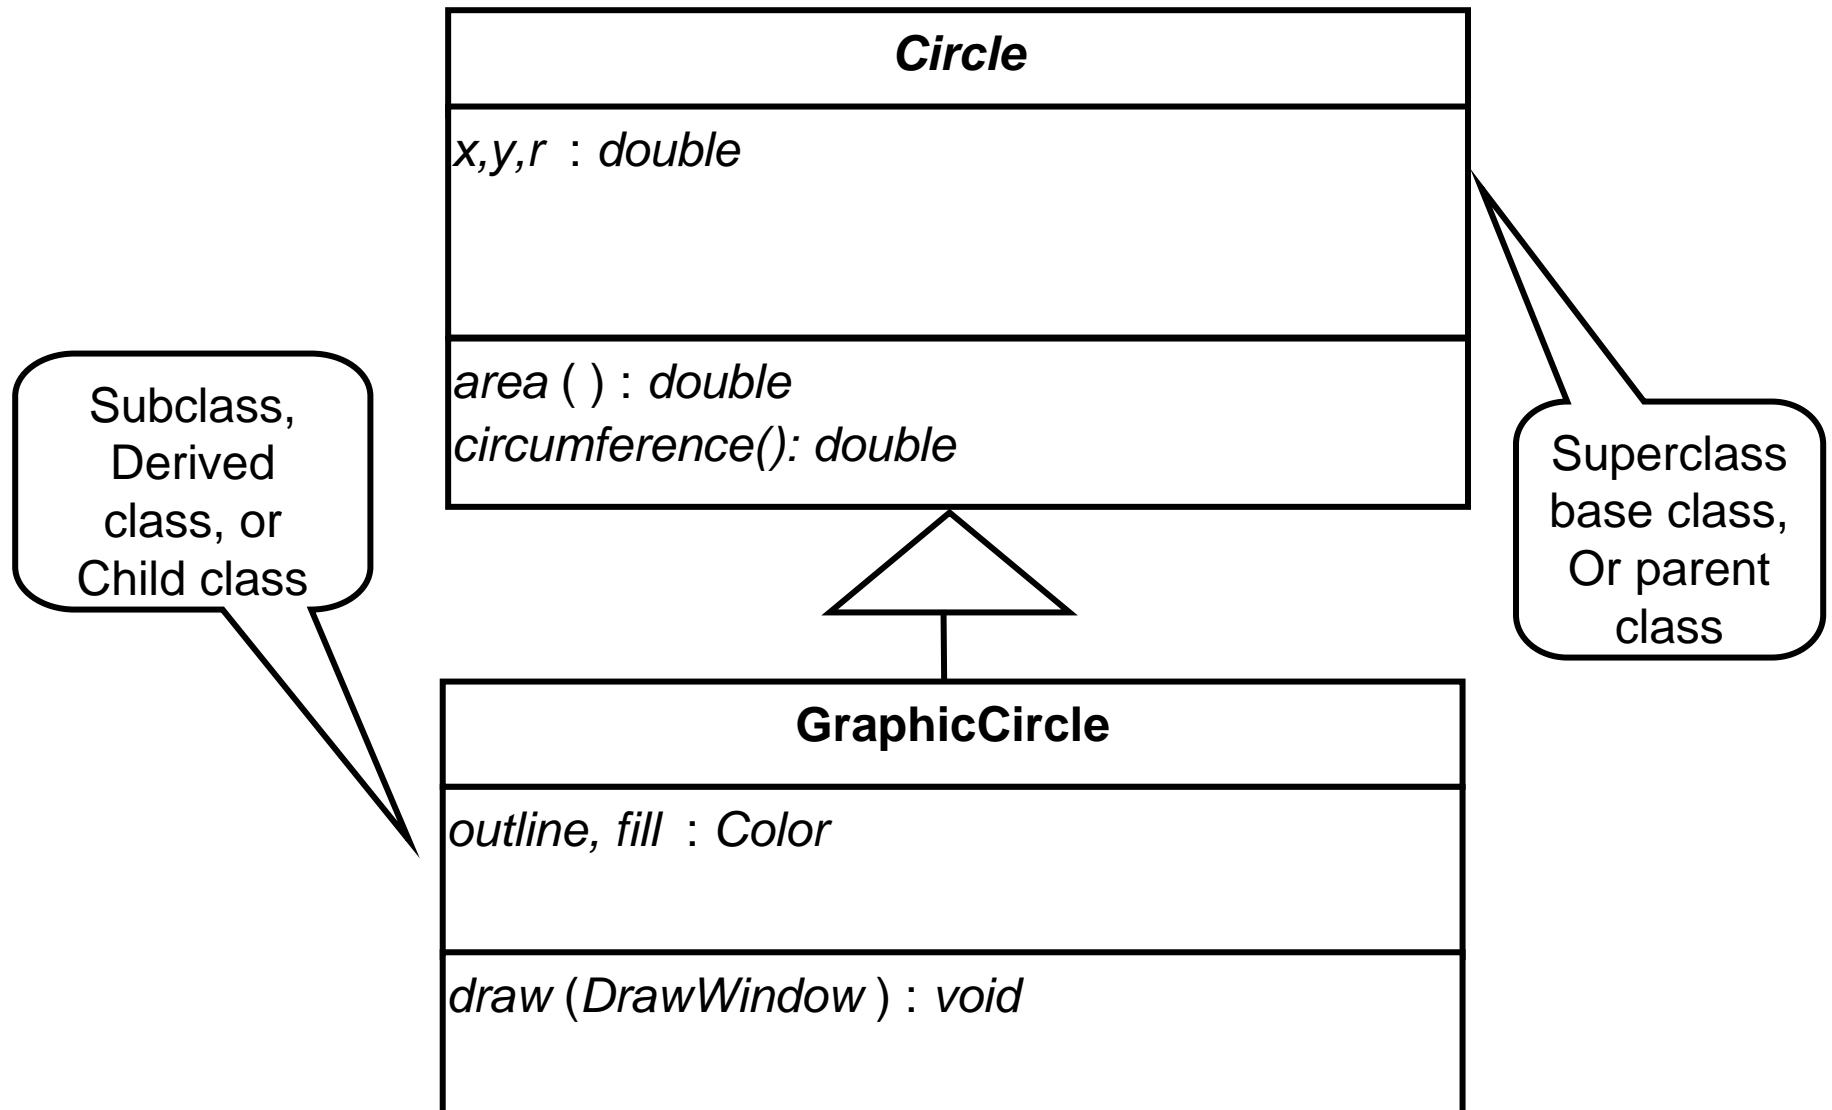 Circle
x,y,r : double
area ( ) : double
circumference(): double
Subclass,
Derived
class, or
Child class
Superclass
base class,
Or parent
class
GraphicCircle
outline, fill : Color
draw (DrawWindow ) : void